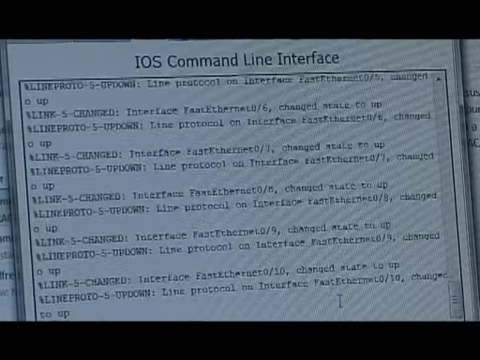 IOS Command Line Interface
%LINEPROTO-5-UPDOWN: Line protocol on Interface FastEthernet0/5, changed
o up
%LINK-5-CHANGED: Interface FastEthernet0/6, changed state to up
%LINEPROTO-5-UPDOWN: Line protocol on Interface FastEthernet0/6, changed
o up
%LINK-5-CHANGED: Interface FastEthernet0/7, changed state to up
%LINEPROTO-5-UPDOWN: Line protocol on Interface FastEthernet0/7, changed
o up
%LINK-5-CHANGED: Interface FastEthernet0/8, changed state to up
%LINEPROTO-5-UPDOWN: Line protocol on Interface FastEthernet0/8, changed
o up
%LINK-5-CHANGED: Interface FastEthernet0/9, changed state to up
%LINEPROTO-5-UPDOWN: Line protocol on Interface FastEthernet0/9, changed
o up
%LINK-5-CHANGED: Interface FastEthernet0/10, changed state to up
%LINEPROTO-5-UPDOWN: Line protocol on Interface FastEthernet0/10, changed
to up